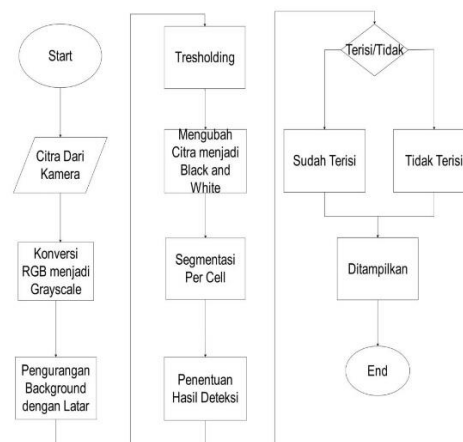 Start
Citra Dari
Kamera
Konversi
RGB menjadi
Grayscale
Pengurangan
Background
dengan Latar
Tresholding
Mengubah
Citra menjadi
Black and
White
Segmentasi
Per Cell
Penentuan
Hasil Deteksi
Terisi/Tidak
Sudah Terisi
Tidak Terisi
Ditampilkan
End